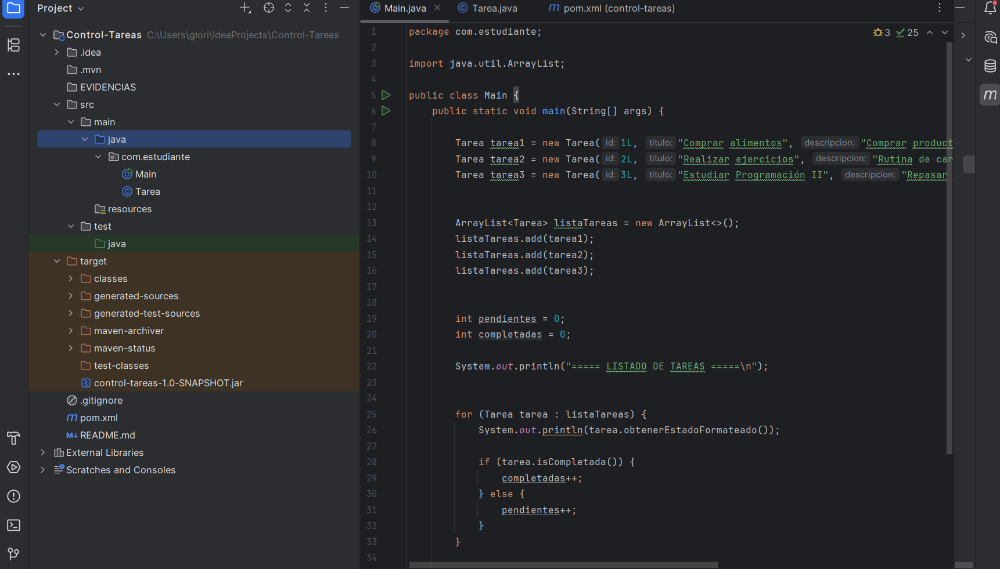 Project
Control-Tareas C:\Users\glori\IdeaProjects\Control-Tareas
.idea
.mvn
EVIDENCIAS
src
main
java
com.estudiante
Main
Tarea
resources
test
java
target
classes
generated-sources
generated-test-sources
maven-archiver
maven-status
test-classes
control-tareas-1.0-SNAPSHOT.jar
.gitignore
pom.xml
README.md
External Libraries
Scratches and Consoles
Main.java Tarea.java pom.xml (control-tareas)
3 25
1 package com.estudiante;
2
3 import java.util.ArrayList;
4
5 public class Main {
6 public static void main(String[] args) {
7
8 Tarea tarea1 = new Tarea( id: 1L, titulo: "Comprar alimentos", descripcion: "Comprar product
9 Tarea tarea2 = new Tarea( id: 2L, titulo: "Realizar ejercicios", descripcion: "Rutina de car
10 Tarea tarea3 = new Tarea( id: 3L, titulo: "Estudiar Programación II", descripcion: "Repasar
11
12
13 ArrayList<Tarea> listaTareas = new ArrayList<>();
14 listaTareas.add(tarea1);
15 listaTareas.add(tarea2);
16 listaTareas.add(tarea3);
17
18
19 int pendientes = 0;
20 int completadas = 0;
21
22 System.out.println("===== LISTADO DE TAREAS =====\n");
23
24
25 for (Tarea tarea : listaTareas) {
26 System.out.println(tarea.obtenerEstadoFormateado());
27
28 if (tarea.isCompletada()) {
29 completadas++;
30 } else {
31 pendientes++;
32 }
33 }
34